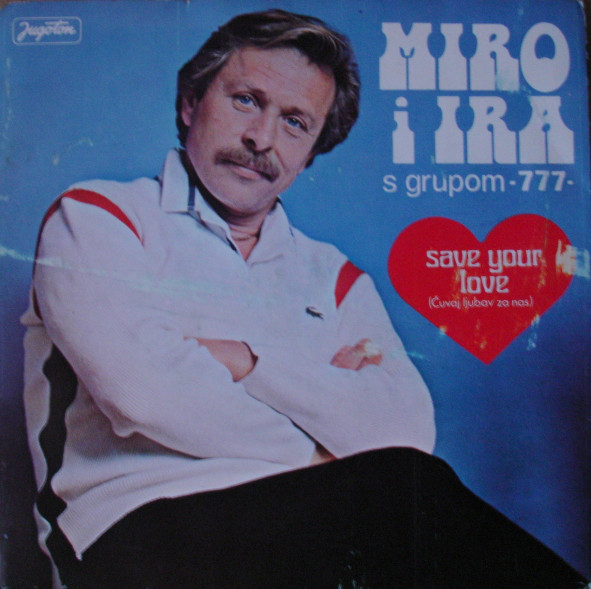 Jugoton
MIRO
i IRA
s grupom -777-
save your
love
(Čuvaj ljubav za nas)